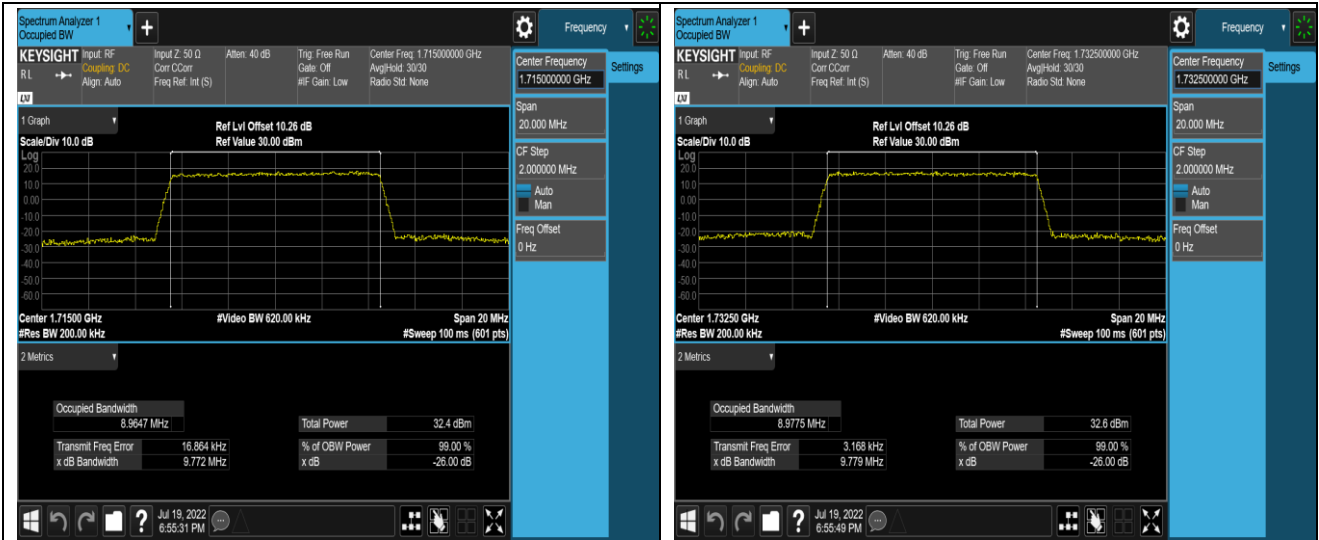 Spectrum Analyzer 1
Occupied BW
+
Frequency
KEYSIGHT
RL
LXI
Input: RF
Coupling: DC
Align: Auto
Input Z: 50 Ω
Corr CCorr
Freq Ref: Int (S)
Atten: 40 dB
Trig: Free Run
Gate: Off
#IF Gain: Low
Center Freq: 1.715000000 GHz
Avg|Hold: 30/30
Radio Std: None
Center Frequency
1.715000000 GHz
Settings
Span
20.000 MHz
CF Step
2.000000 MHz
Auto
Man
Freq Offset
0 Hz
1 Graph
Scale/Div 10.0 dB
Ref Lvl Offset 10.26 dB
Ref Value 30.00 dBm
Log
20.0
10.0
0.00
-10.0
-20.0
-30.0
-40.0
-50.0
-60.0
Center 1.71500 GHz
#Video BW 620.00 kHz
Span 20 MHz
#Res BW 200.00 kHz
#Sweep 100 ms (601 pts)
2 Metrics
Occupied Bandwidth
8.9647 MHz
Total Power 32.4 dBm
Transmit Freq Error 16.864 kHz
% of OBW Power 99.00 %
x dB Bandwidth 9.772 MHz
x dB -26.00 dB
?
Jul 19, 2022
6:55:31 PM
Spectrum Analyzer 1
Occupied BW
+
Frequency
KEYSIGHT
RL
LXI
Input: RF
Coupling: DC
Align: Auto
Input Z: 50 Ω
Corr CCorr
Freq Ref: Int (S)
Atten: 40 dB
Trig: Free Run
Gate: Off
#IF Gain: Low
Center Freq: 1.732500000 GHz
Avg|Hold: 30/30
Radio Std: None
Center Frequency
1.732500000 GHz
Settings
Span
20.000 MHz
CF Step
2.000000 MHz
Auto
Man
Freq Offset
0 Hz
1 Graph
Scale/Div 10.0 dB
Ref Lvl Offset 10.26 dB
Ref Value 30.00 dBm
Log
20.0
10.0
0.00
-10.0
-20.0
-30.0
-40.0
-50.0
-60.0
Center 1.73250 GHz
#Video BW 620.00 kHz
Span 20 MHz
#Res BW 200.00 kHz
#Sweep 100 ms (601 pts)
2 Metrics
Occupied Bandwidth
8.9775 MHz
Total Power 32.6 dBm
Transmit Freq Error 3.168 kHz
% of OBW Power 99.00 %
x dB Bandwidth 9.779 MHz
x dB -26.00 dB
?
Jul 19, 2022
6:55:49 PM